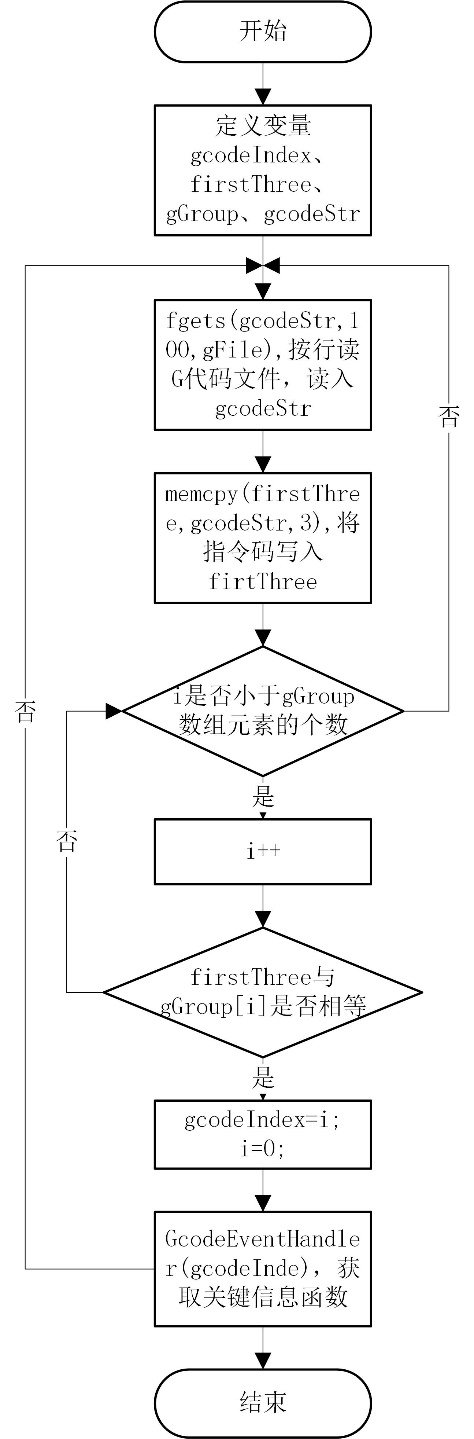 开始
定义变量
gcodeIndex、
firstThree、
gGroup、gcodeStr
fgets(gcodeStr,1
00,gFile),按行读
G代码文件，读入
gcodeStr
否
memcpy(firstThre
e,gcodeStr,3),将
指令码写入
firtThree
i是否小于gGroup
数组元素的个数
否
是
否
i++
firstThree与
gGroup[i]是否相等
是
gcodeIndex=i;
i=0;
GcodeEventHandle
r(gcodeInde)，获
取关键信息函数
结束